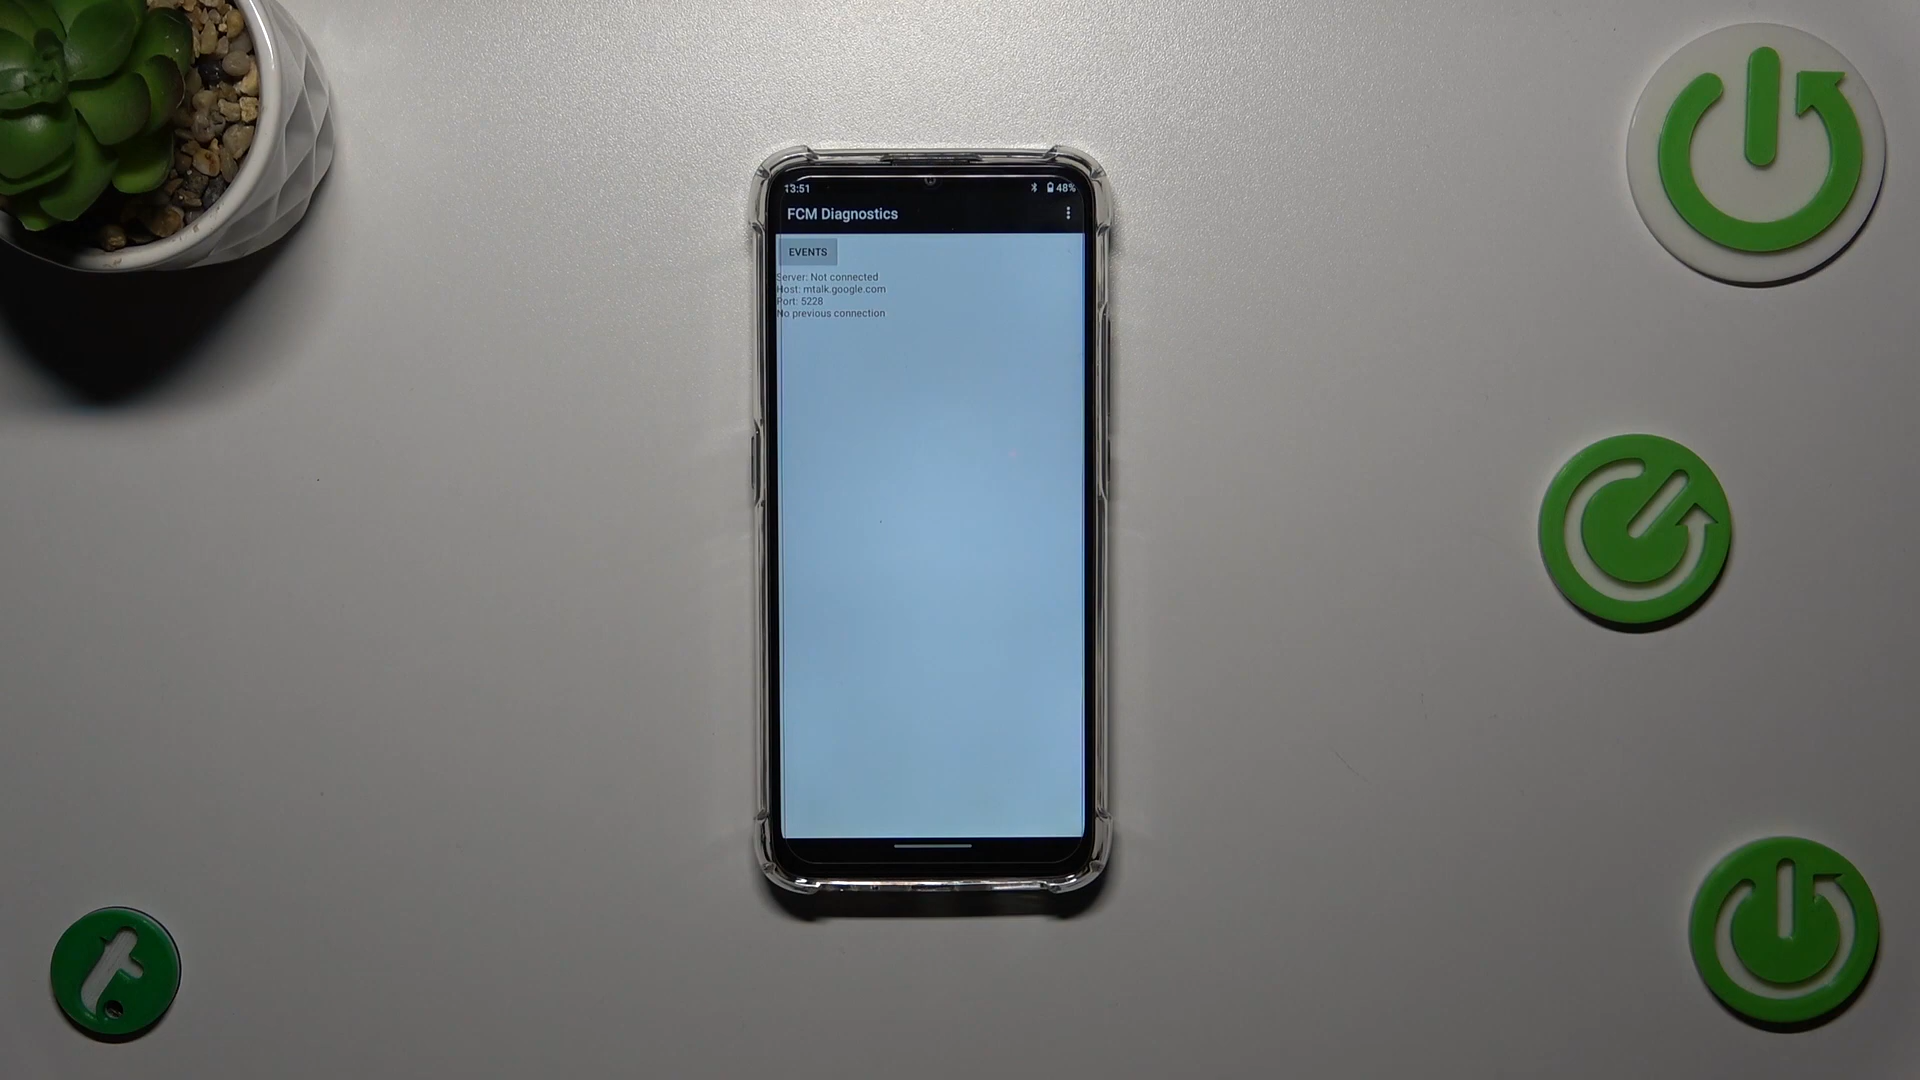 13:51
48%
FCM Diagnostics
EVENTS
Server: Not connected
Host: mtalk.google.com
Port: 5228
No previous connection